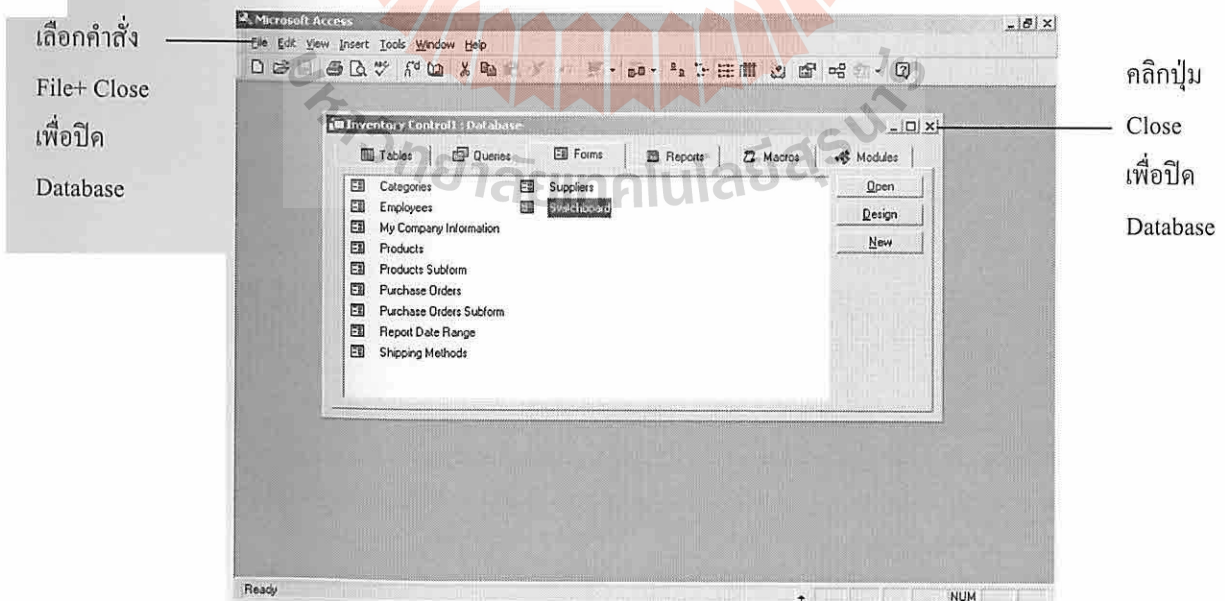 เลือกคำสั่ง
File+ Close
เพื่อปิด
Database
Microsoft Access
File Edit View Insert Tools Window Help
Inventory Control1 : Database
Tables Queries Forms Reports Macros Modules
Categories Suppliers
Employees Switchboard
My Company Information
Products
Products Subform
Purchase Orders
Purchase Orders Subform
Report Date Range
Shipping Methods
Open
Design
New
Ready NUM
คลิกปุ่ม
Close
เพื่อปิด
Database